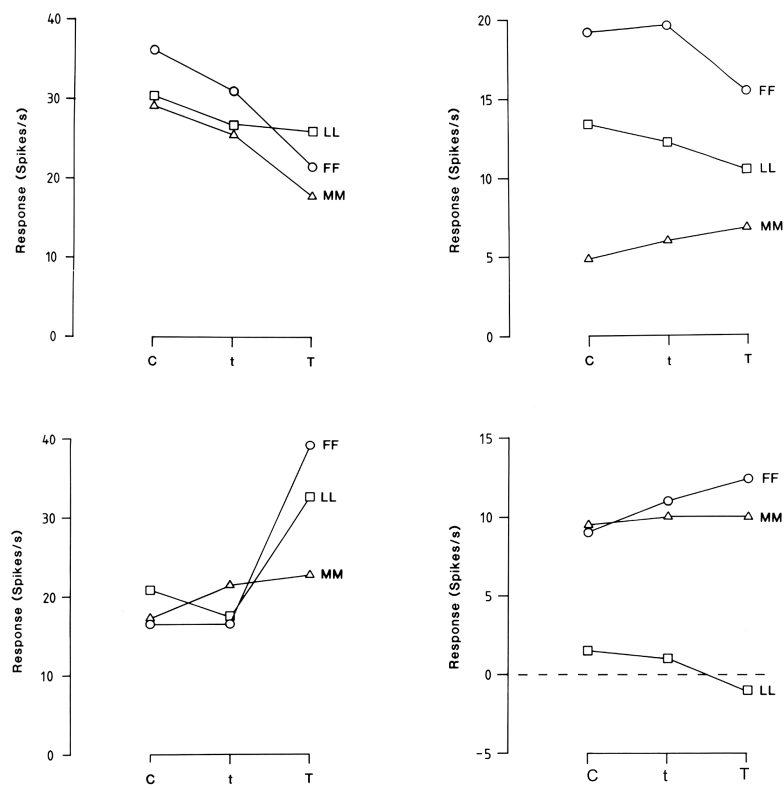 40
30
20
10
0
Response (Spikes/s)
LL
FF
MM
C t T
20
15
10
5
0
Response (Spikes/s)
FF
LL
MM
C t T
40
30
20
10
0
Response (Spikes/s)
FF
LL
MM
C t T
15
10
5
0
-5
Response (Spikes/s)
FF
MM
LL
C t T